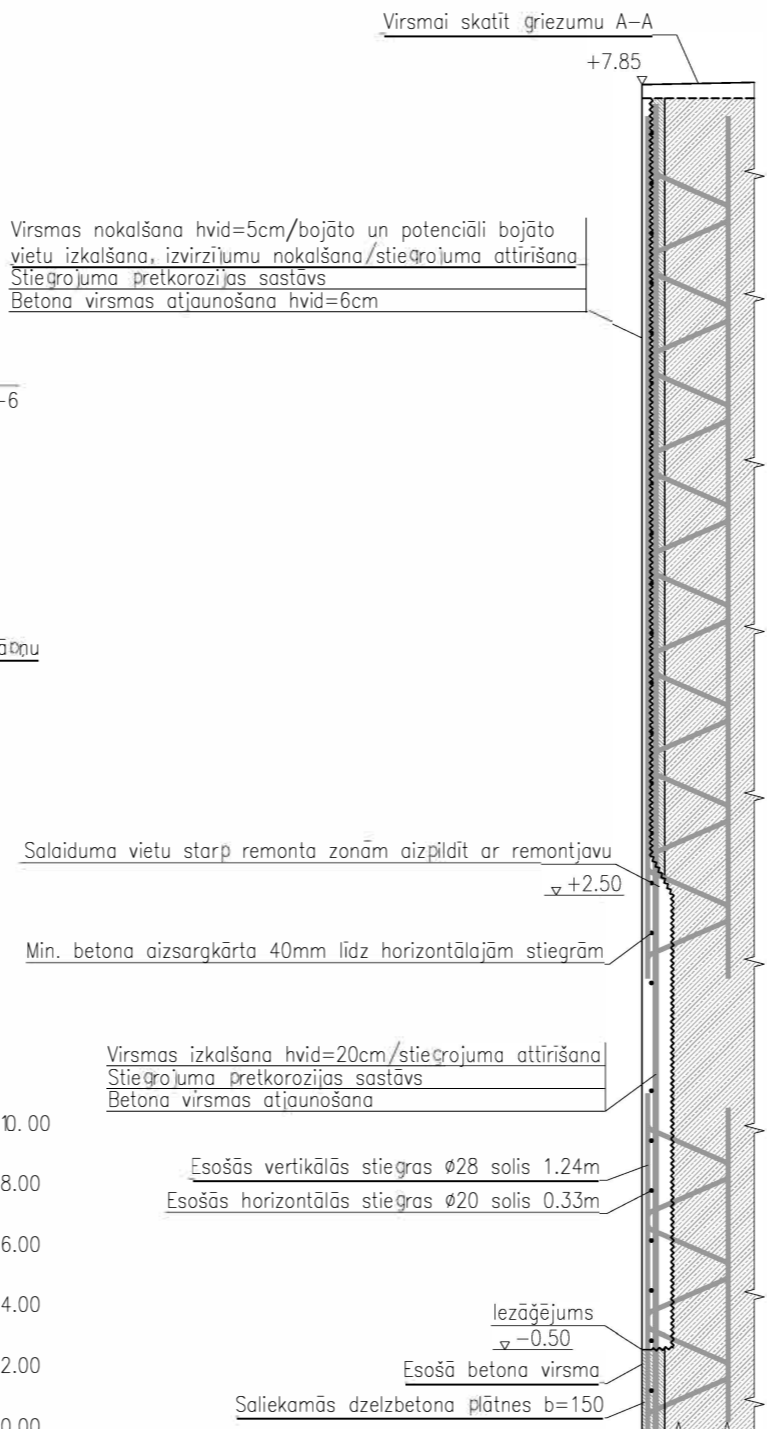 Virsmai skatīt griezumu A-A
+7.85
Virsmas nokalšana hvid=5cm/bojāto un potenciāli bojāto
vietu izkalšana, izvirzījumu nokalšana/stiegrojuma attīrīšana
Stiegrojuma pretkorozijas sastāvs
Betona virsmas atjaunošana hvid=6cm
-6
Salaiduma vietu starp remonta zonām aizpildīt ar remontjavu
+2.50
Min. betona aizsargkārta 40mm līdz horizontālajām stiegrām
Virsmas izkalšana hvid=20cm/stiegrojuma attīrīšana
Stiegrojuma pretkorozijas sastāvs
Betona virsmas atjaunošana
10.00
Esošās vertikālās stiegras ø28 solis 1.24m
8.00
Esošās horizontālās stiegras ø20 solis 0.33m
6.00
4.00
Iezāģējums
-0.50
2.00
Esošā betona virsma
Saliekamās dzelzbetona plātnes b=150
0.00